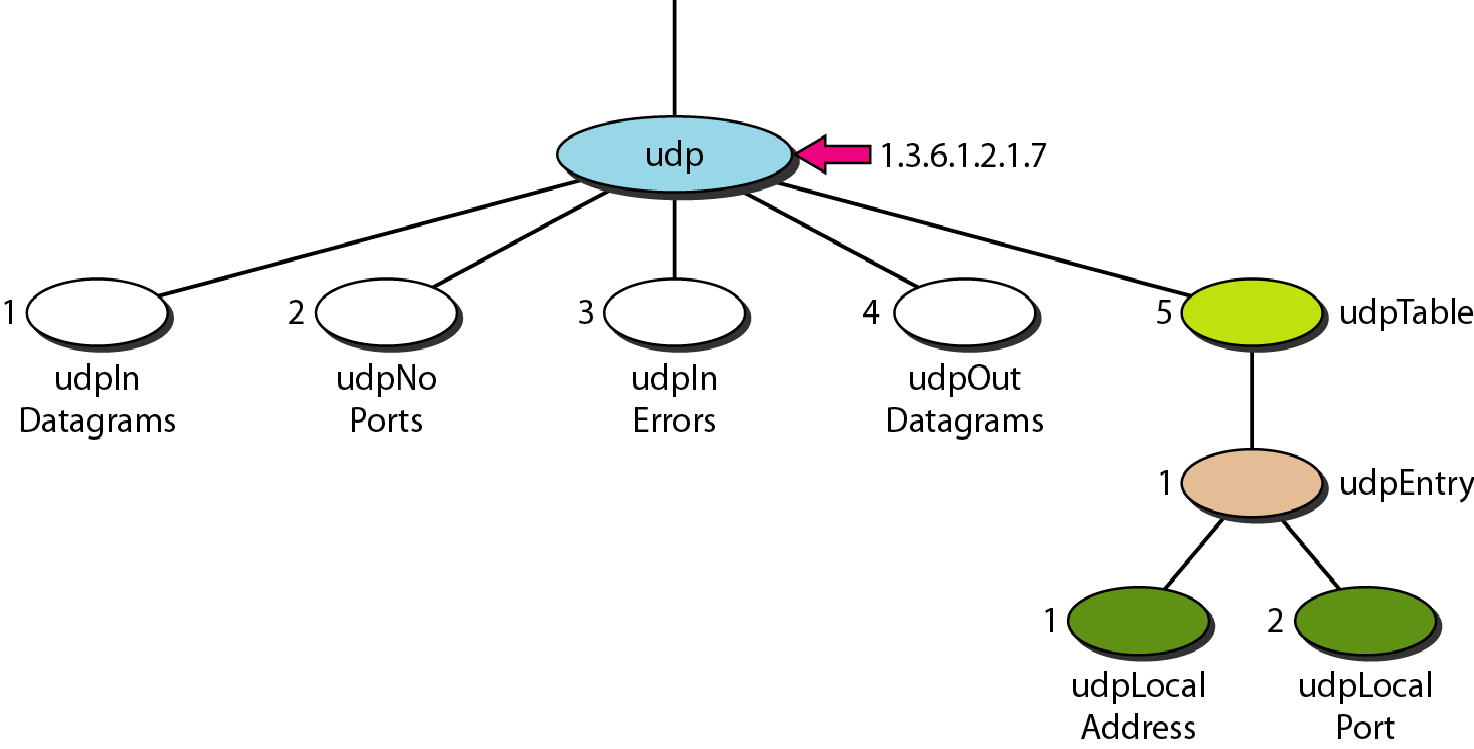 udp
1.3.6.1.2.1.7
1
2
3
4
5
udpTable
udpIn
Datagrams
udpNo
Ports
udpIn
Errors
udpOut
Datagrams
1
udpEntry
1
2
udpLocal
Address
udpLocal
Port